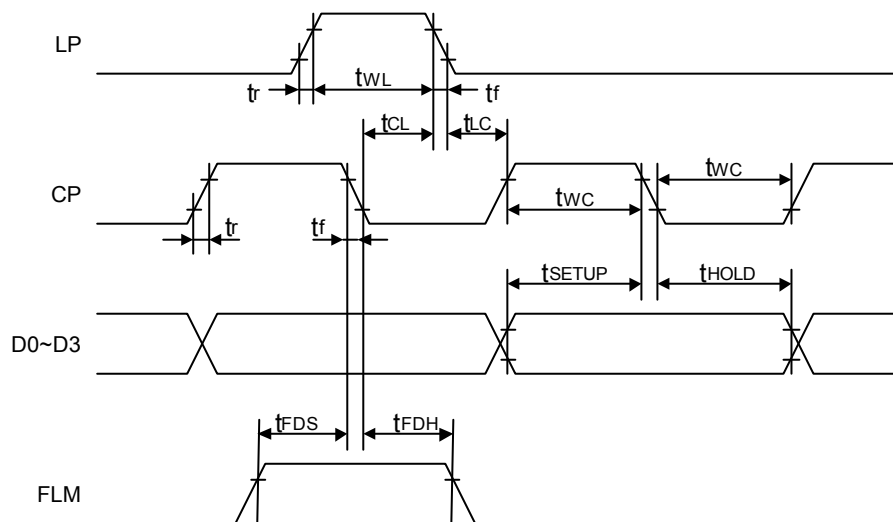 LP
tr
tWL
tf
tCL
tLC
CP
tWC
tWC
tr
tf
tSETUP
tHOLD
D0~D3
tFDS
tFDH
FLM